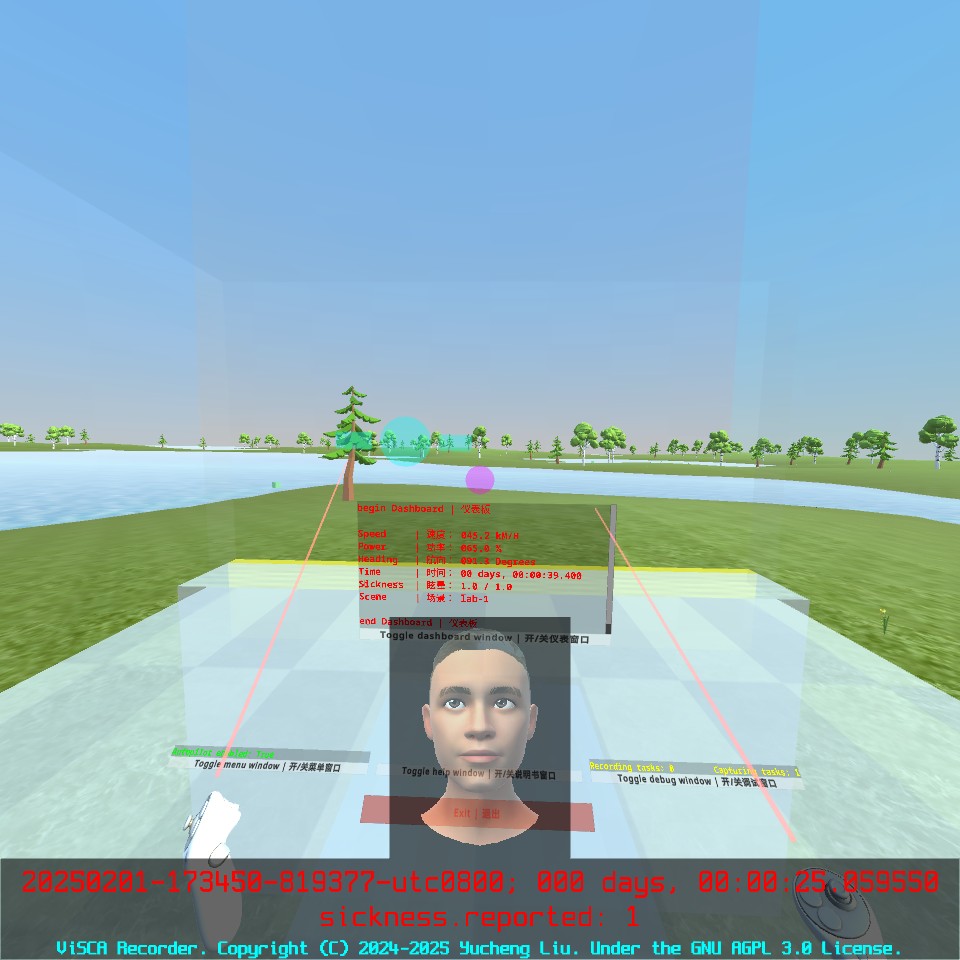 begin Dashboard | 仪表板
Speed | 速度: 045.2 kM/H
Power | 功率: 065.0 %
Heading | 航向: 001.8 Degrees
Time | 时间: 00 days, 00:00:39.400
Sickness | 眩晕: 1.0 / 1.0
Scene | 场景: lab-1
end Dashboard | 仪表板
Toggle dashboard window | 开/关仪表窗口
Toggle menu window | 开/关菜单窗口
Toggle help window | 开/关说明书窗口
Recording tasks: 0 Capturing tasks: 1
Toggle debug window | 开/关调试窗口
Exit | 退出
20250201-173450-819377-utc0800; 000 days, 00:00:25.059550
sickness.reported: 1
ViSCA Recorder. Copyright (C) 2024-2025 Yucheng Liu. Under the GNU AGPL 3.0 License.